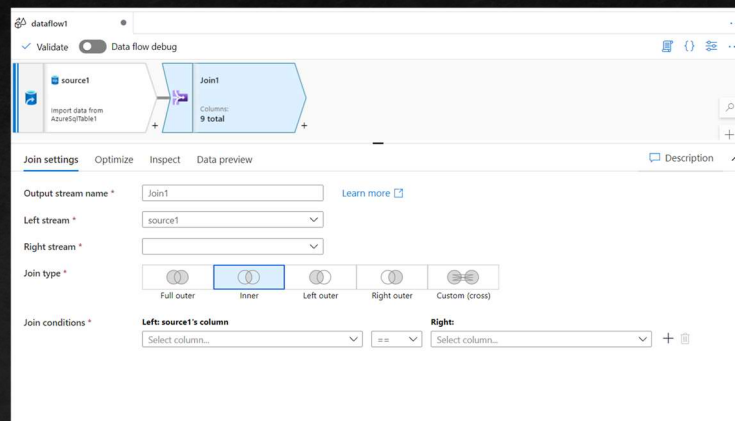 dataflow1
Validate Data flow debug
source1
Import data from
AzureSqlTable1
+
Join1
Columns:
9 total
+
Join settings Optimize Inspect Data preview Description
Output stream name * Join1 Learn more
Left stream * source1
Right stream *
Join type *
Full outer Inner Left outer Right outer Custom (cross)
Join conditions * Left: source1's column Right:
Select column... == Select column...